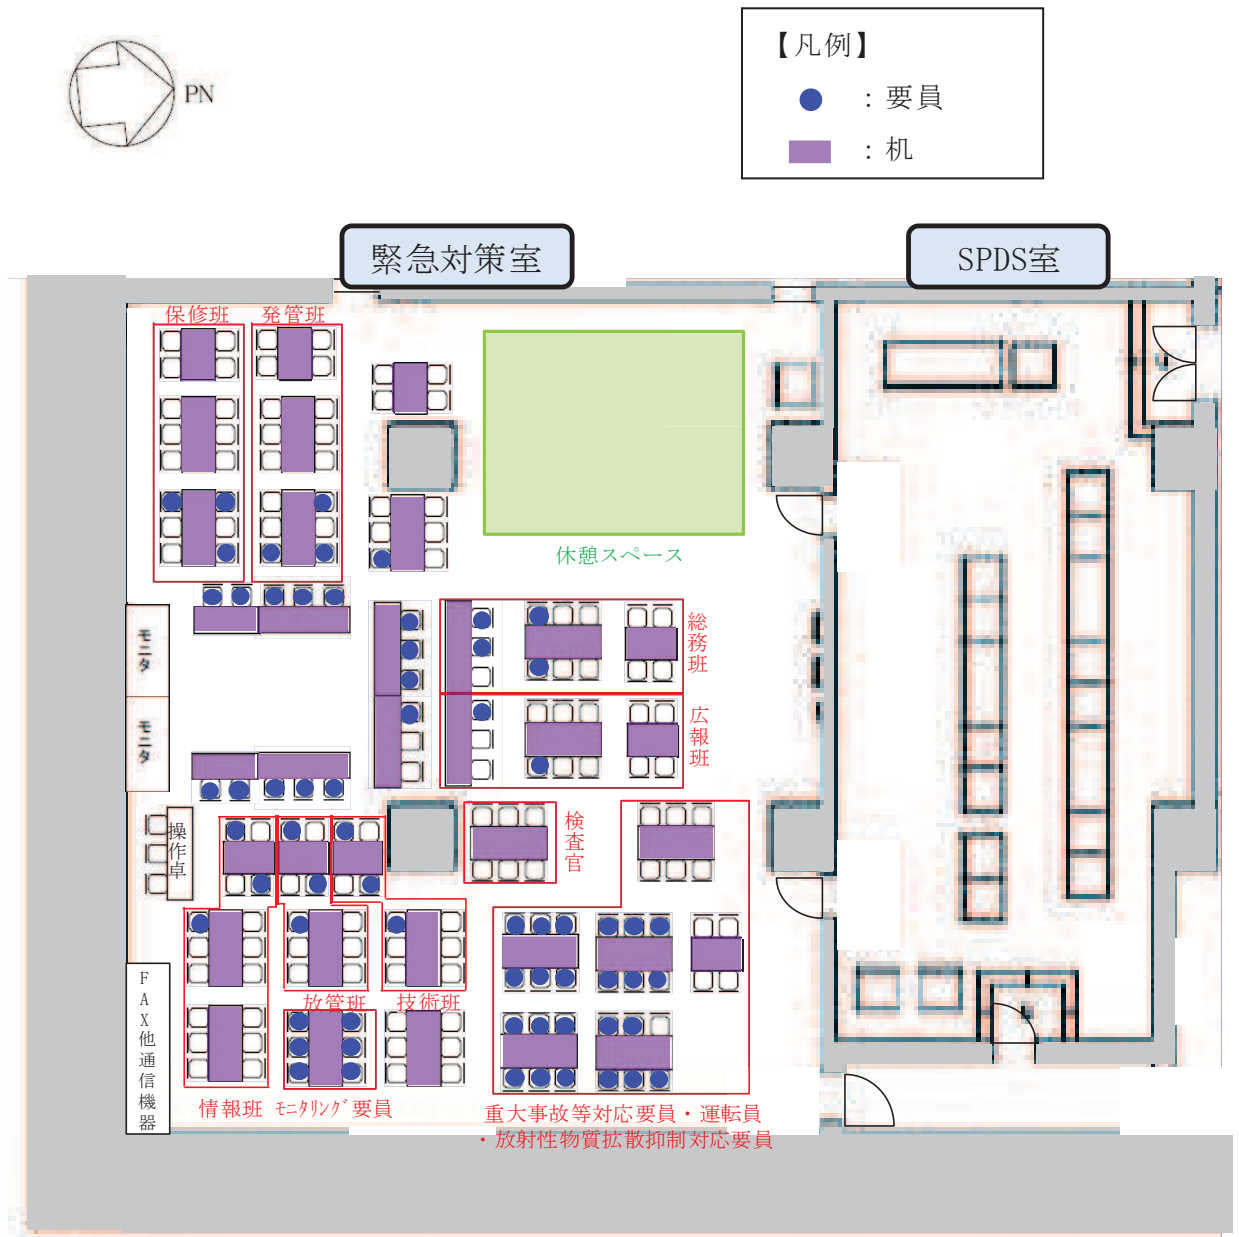 【凡例】
PN
：要員
：机
緊急対策室
SPDS室
保修班
発管班
休憩スペース
モニタ
モニタ
総務班
広報班
検査官
操作卓
FAX他通信機器
放管班
技術班
情報班
モニタリング要員
重大事故等対応要員・運転員
・放射性物質拡散抑制対応要員